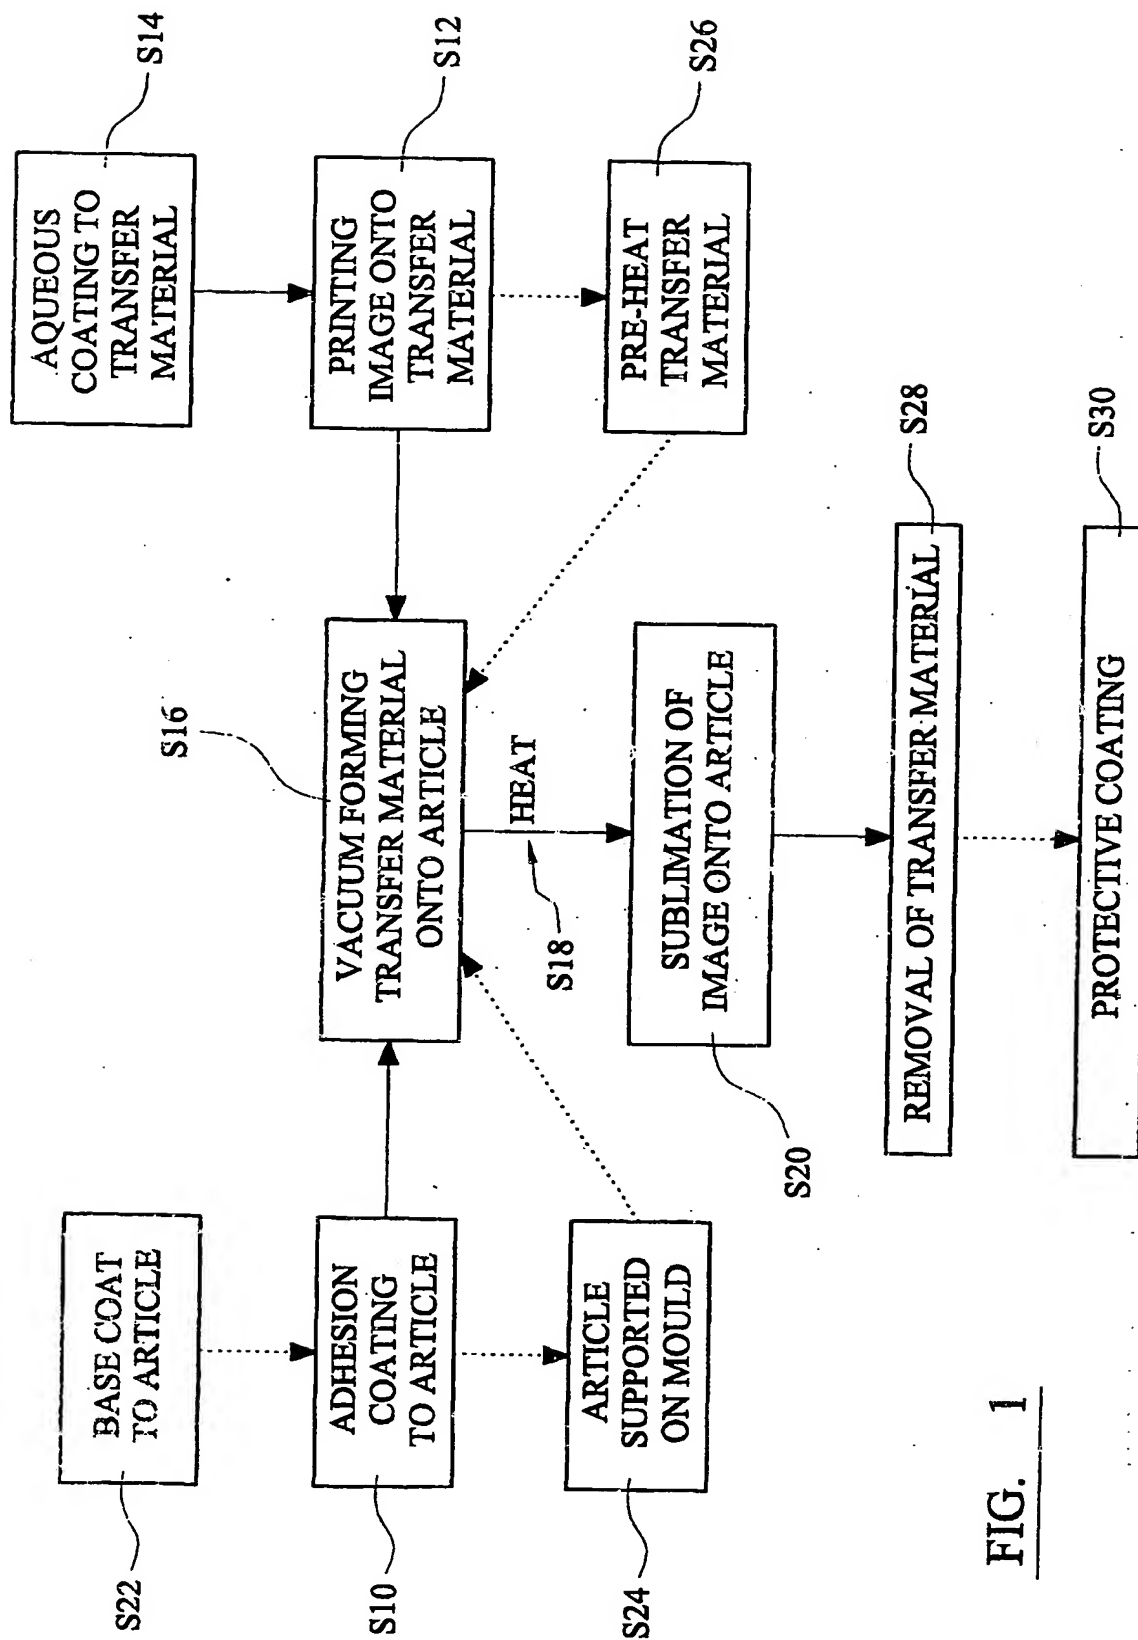 BASE COAT
TO ARTICLE
S22
ADHESION
COATING
TO ARTICLE
S10
ARTICLE
SUPPORTED
ON MOULD
S24
S16
VACUUM FORMING
TRANSFER MATERIAL
ONTO ARTICLE
HEAT
S18
SUBLIMATION OF
IMAGE ONTO ARTICLE
S20
REMOVAL OF TRANSFER MATERIAL
S28
PROTECTIVE COATING
S30
AQUEOUS
COATING TO
TRANSFER
MATERIAL
S14
PRINTING
IMAGE ONTO
TRANSFER
MATERIAL
S12
PRE-HEAT
TRANSFER
MATERIAL
S26
FIG. 1